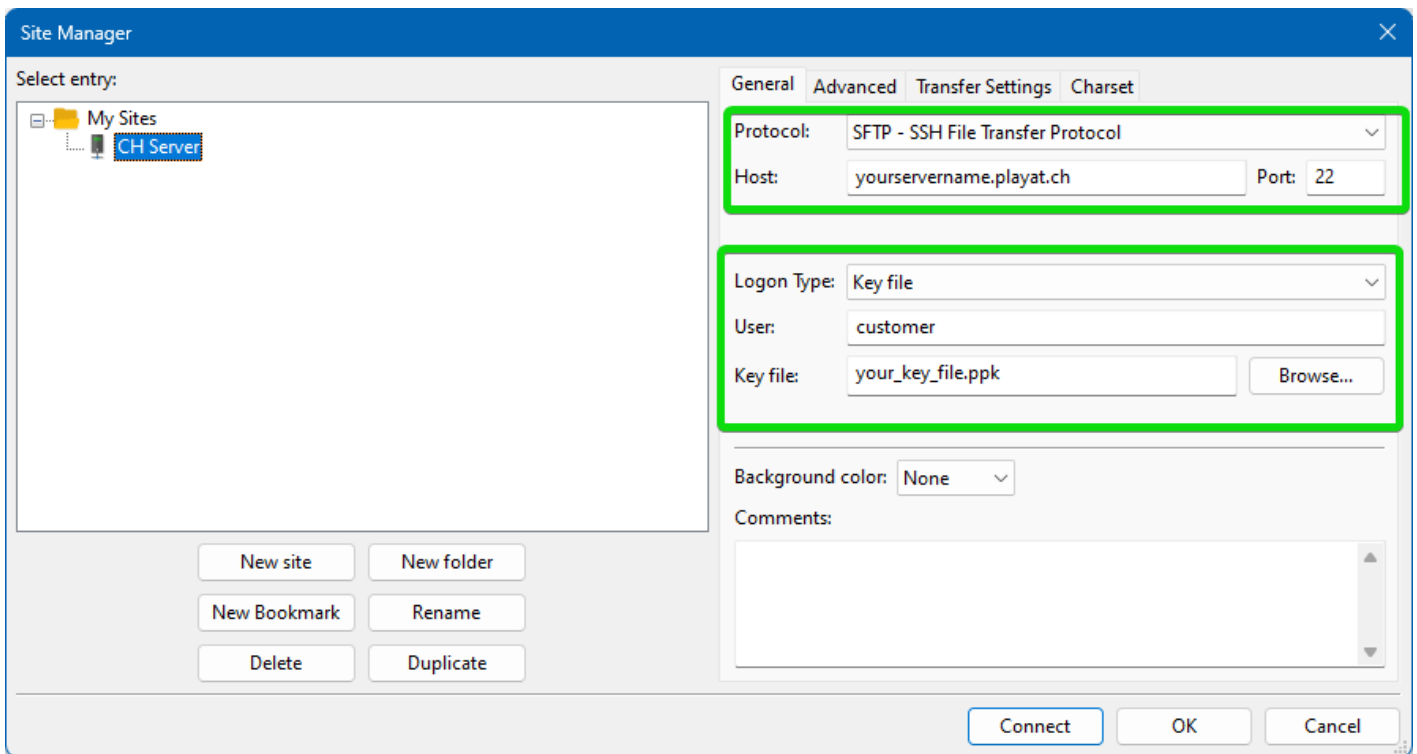 Site Manager
Select entry:
My Sites
CH Server
New site
New folder
New Bookmark
Rename
Delete
Duplicate
General
Advanced
Transfer Settings
Charset
Protocol:
SFTP - SSH File Transfer Protocol
Host:
yourservername.playat.ch
Port:
22
Logon Type:
Key file
User:
customer
Key file:
your_key_file.ppk
Browse...
Background color:
None
Comments:
Connect
OK
Cancel